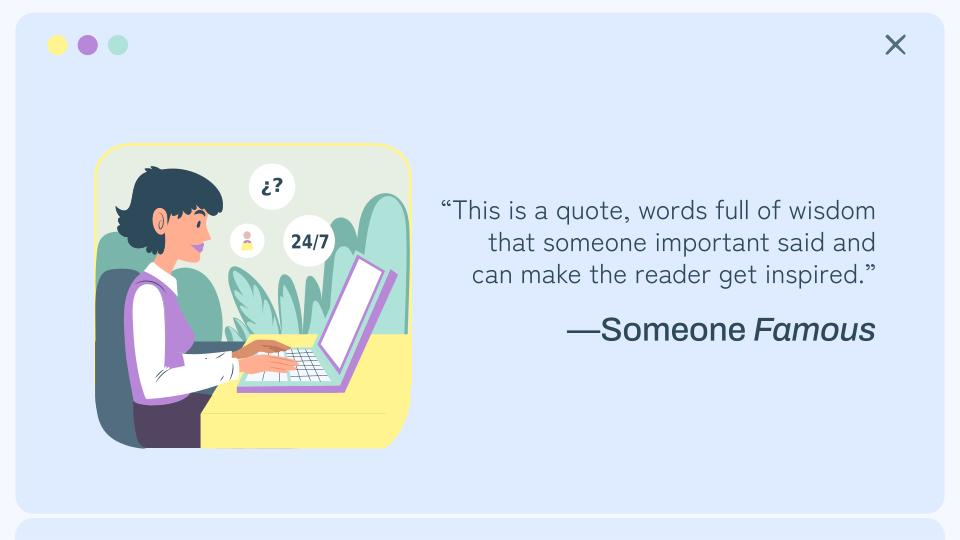 ¿?
24/7
“This is a quote, words full of wisdom
that someone important said and
can make the reader get inspired.”
—Someone Famous